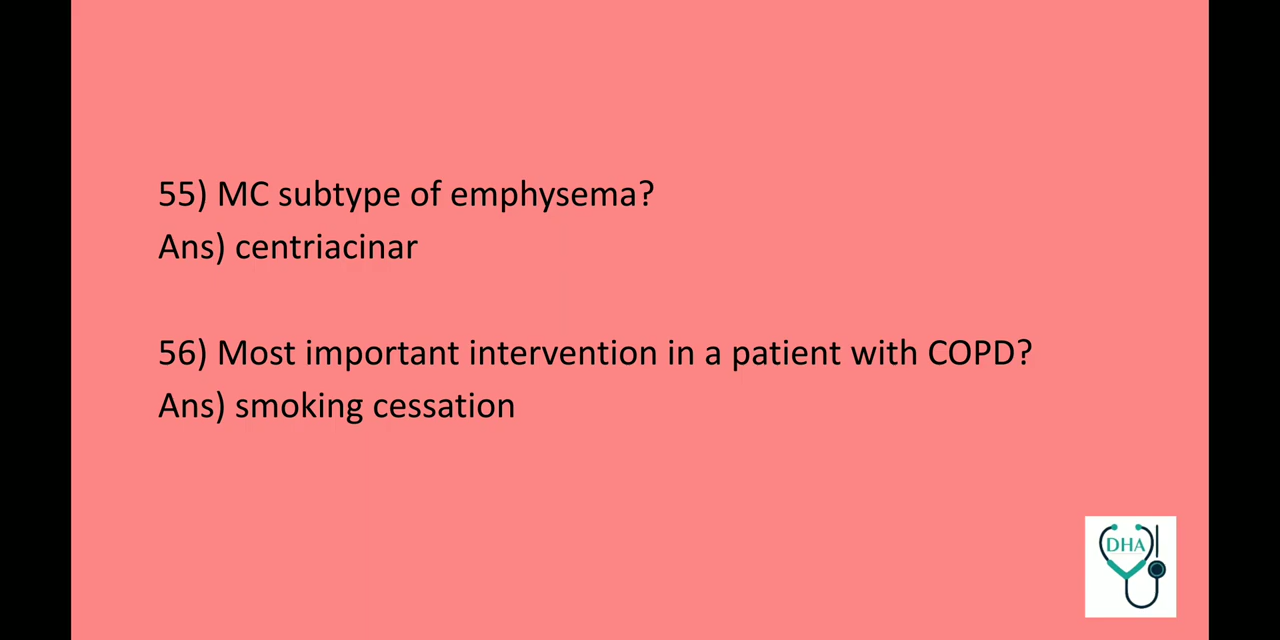 55) MC subtype of emphysema?
Ans) centriacinar
56) Most important intervention in a patient with COPD?
Ans) smoking cessation
DHA